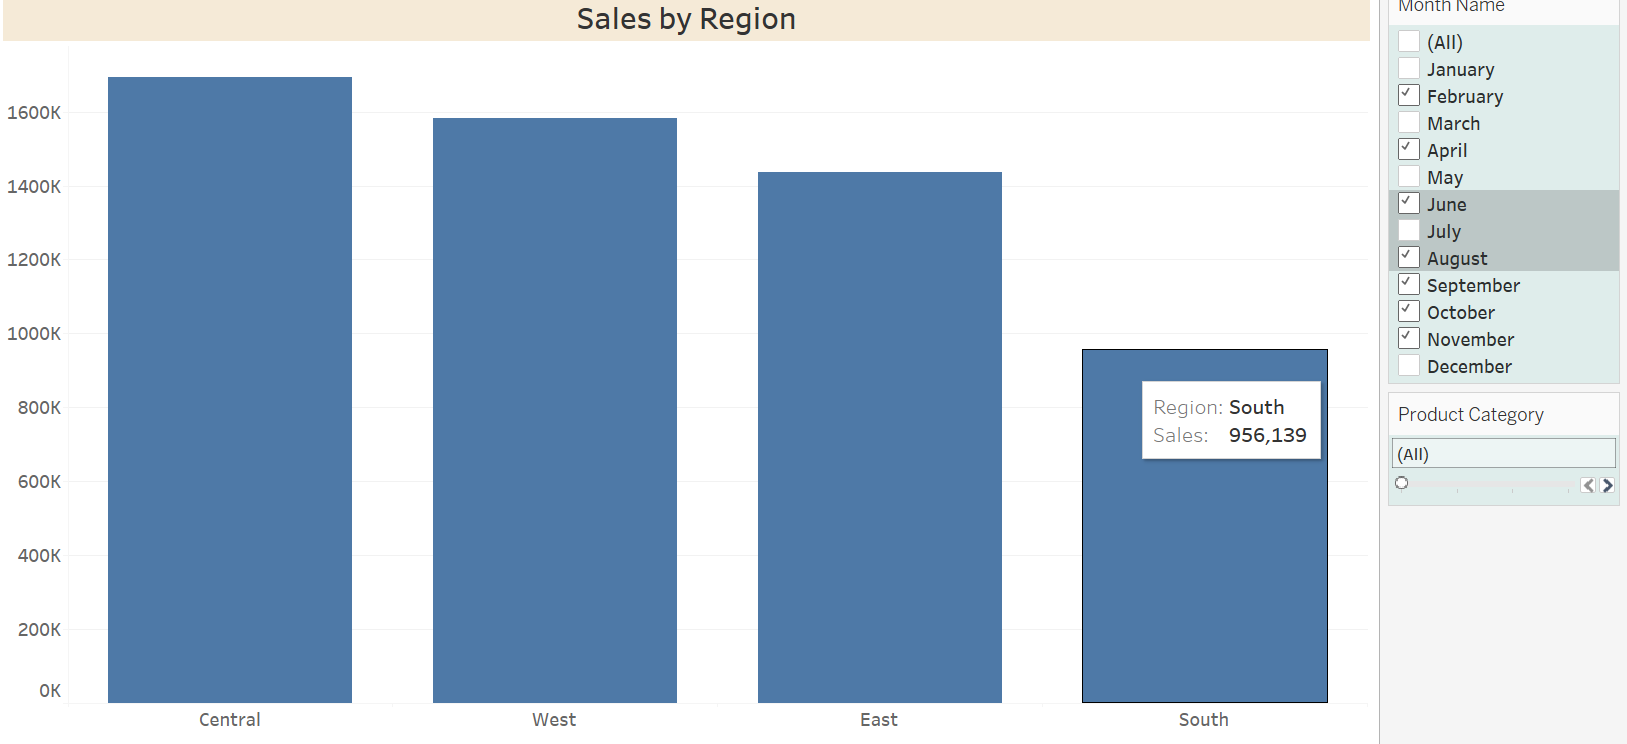 Sales by Region
1600K
1400K
1200K
1000K
800K
600K
400K
200K
0K
Central
West
East
South
Region: South
Sales: 956,139
Month Name
(All)
January
February
March
April
May
June
July
August
September
October
November
December
Product Category
(All)